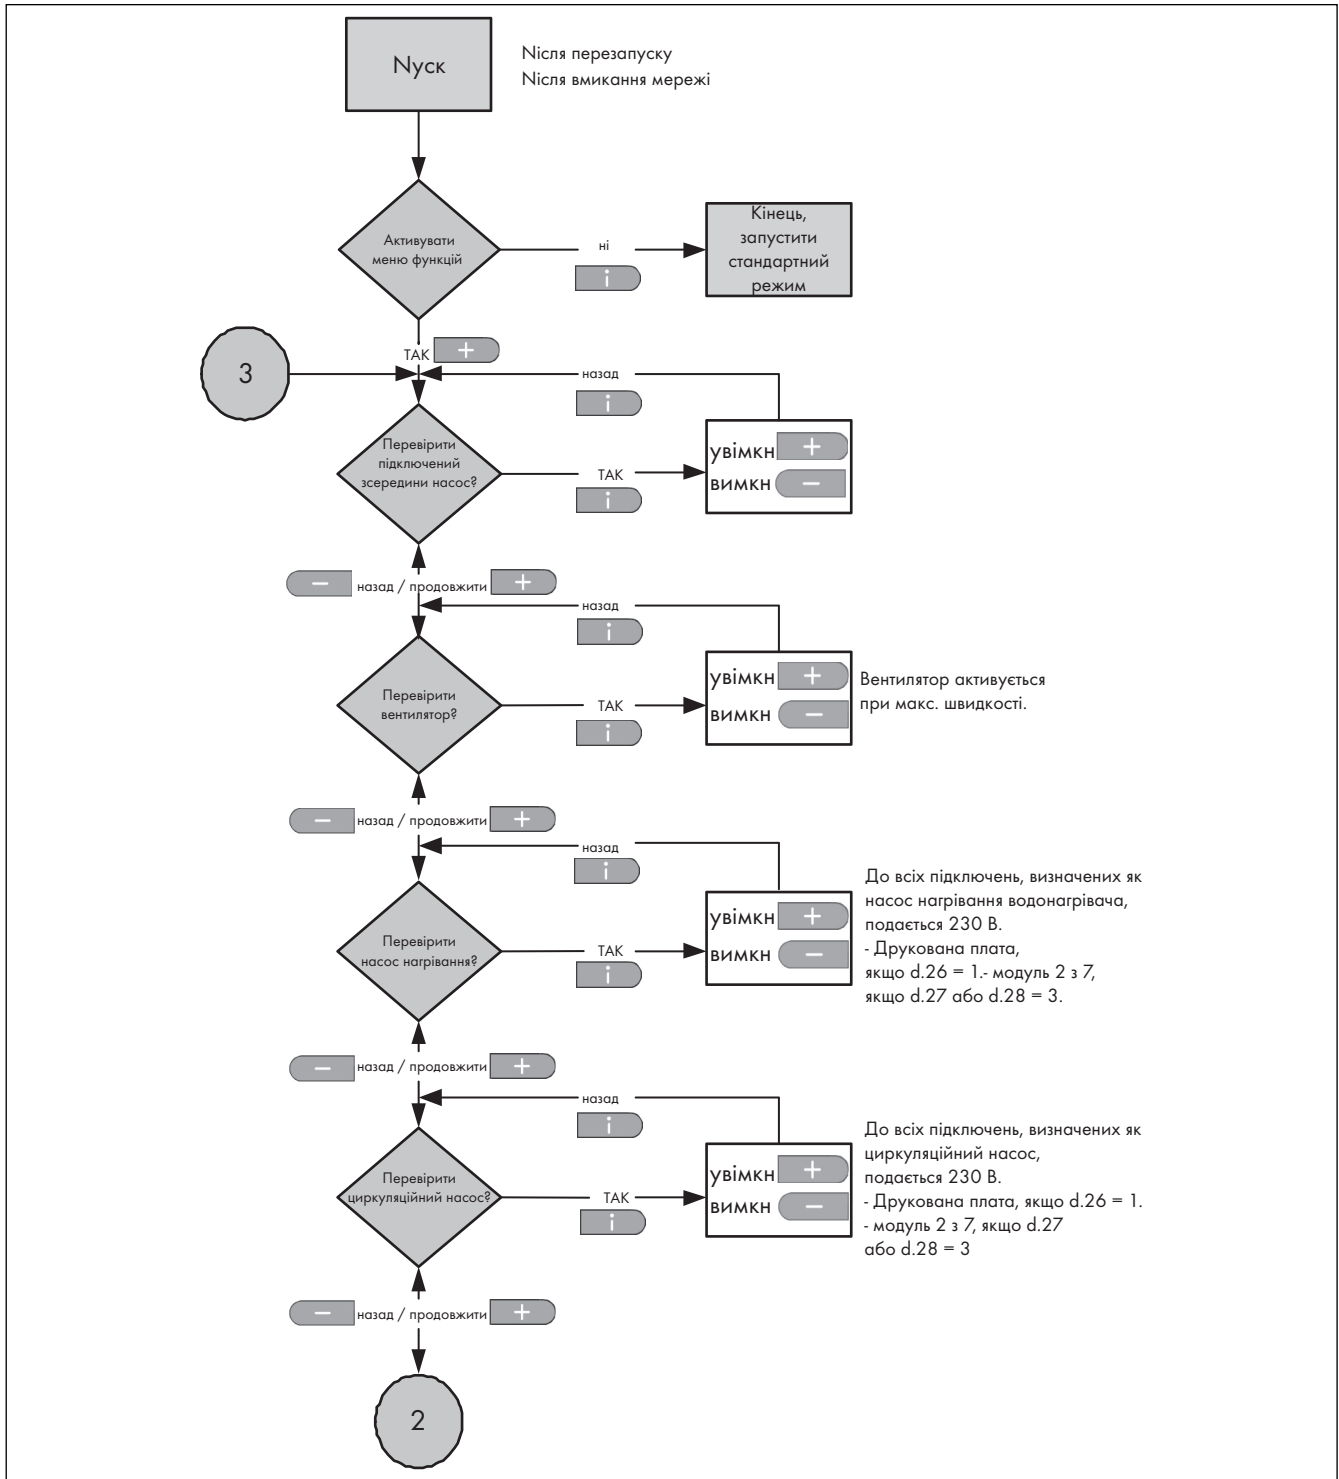 Nуск
Nісля перезапуску
Nісля вмикання мережі
Активувати
меню функцій
ні
i
Кінець,
запустити
стандартний
режим
ТАК +
3
назад
i
Перевірити
підключений
зсередини насос?
ТАК
i
увімкн +
вимкн −
− назад / продовжити +
назад
i
Перевірити
вентилятор?
ТАК
i
увімкн +
вимкн −
Вентилятор активується
при макс. швидкості.
− назад / продовжити +
назад
i
Перевірити
насос нагрівання?
ТАК
i
увімкн +
вимкн −
До всіх підключень, визначених як
насос нагрівання водонагрівача,
подається 230 В.
- Друкована плата,
якщо d.26 = 1.- модуль 2 з 7,
якщо d.27 або d.28 = 3.
− назад / продовжити +
назад
i
Перевірити
циркуляційний насос?
ТАК
i
увімкн +
вимкн −
До всіх підключень, визначених як
циркуляційний насос,
подається 230 В.
- Друкована плата, якщо d.26 = 1.
- модуль 2 з 7, якщо d.27
або d.28 = 3
− назад / продовжити +
2